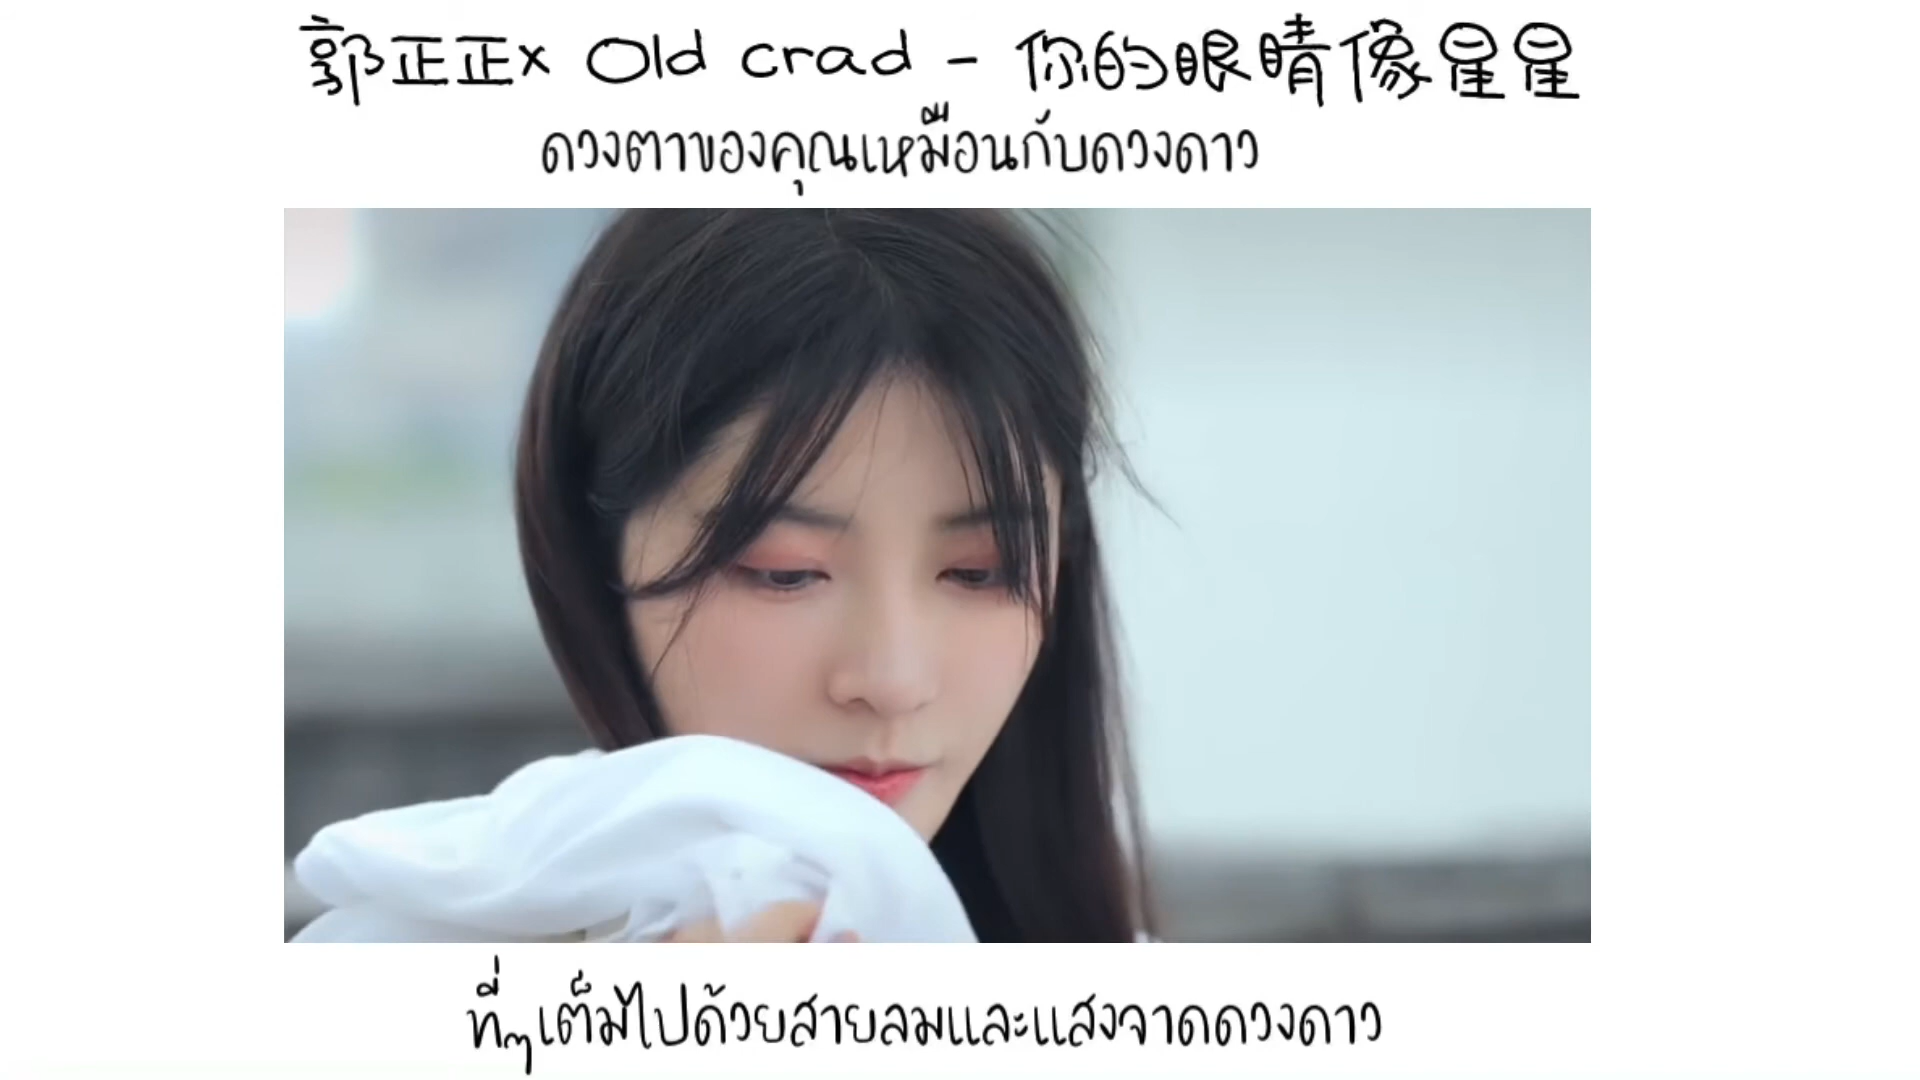 郭正正x Old crad - 你的眼睛像星星
ดวงตาของคุณเหมือนกับดวงดาว
ที่ๆเต็มไปด้วยสายลมและแสงจาดดวงดาว